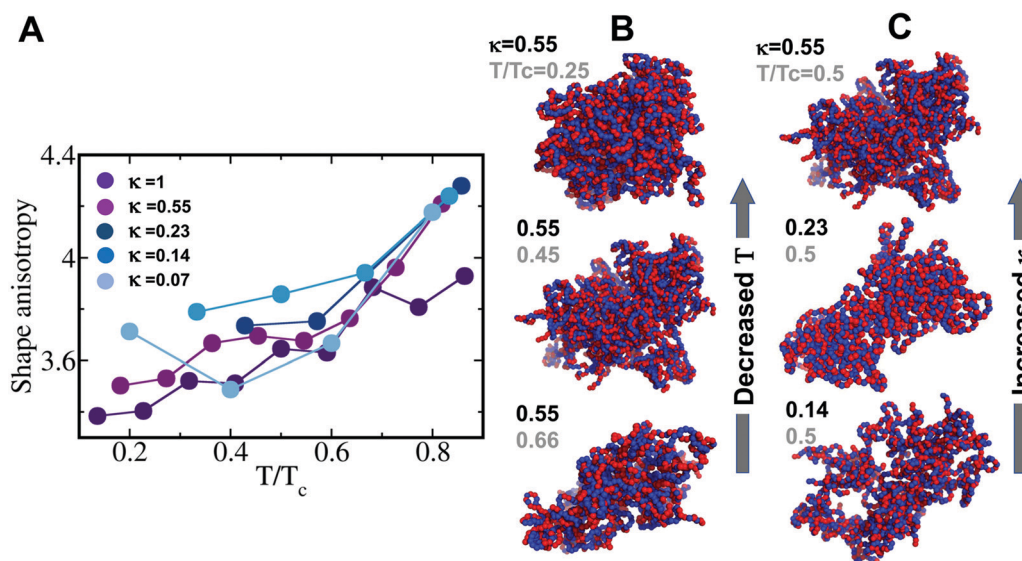 A
B
C
κ=0.55
T/Tc=0.25
κ=0.55
T/Tc=0.5
4.4
4
3.6
Shape anisotropy
κ =1
κ =0.55
κ =0.23
κ =0.14
κ =0.07
0.2
0.4
0.6
0.8
T/Tc
0.55
0.45
0.23
0.5
0.55
0.66
0.14
0.5
Decreased T
Increased κ